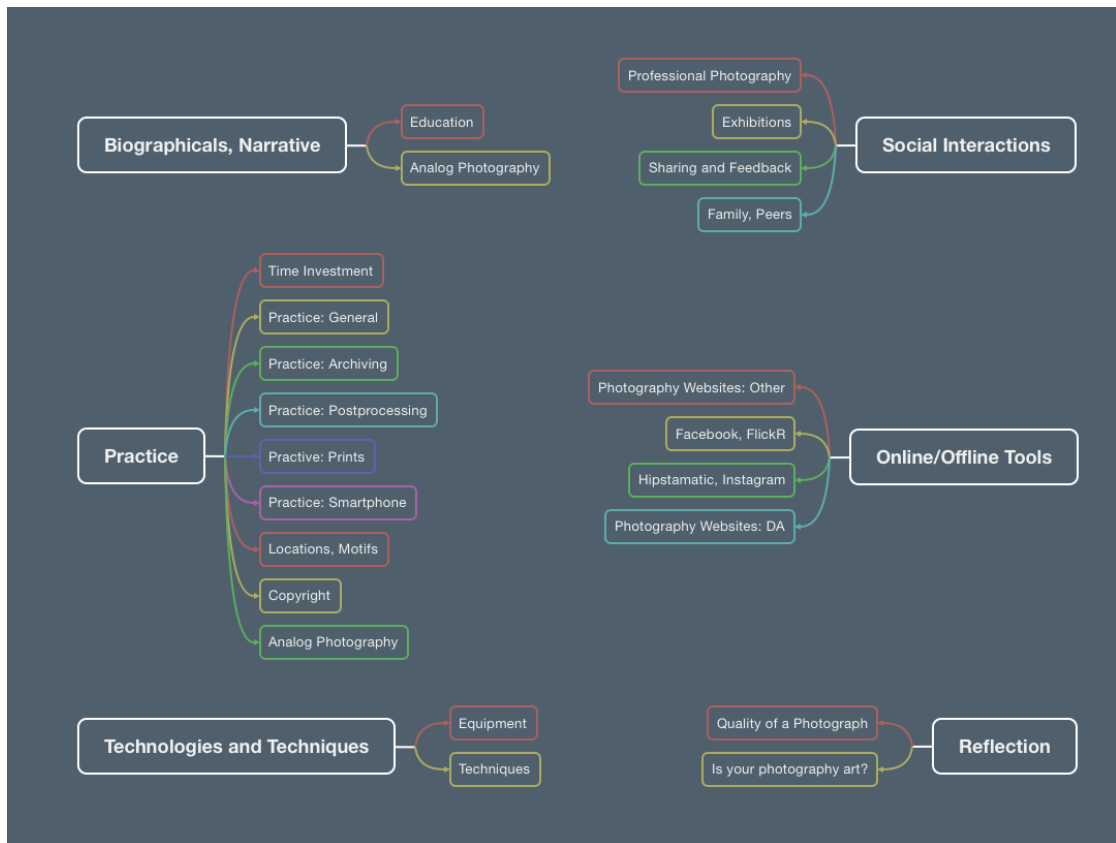 Biographicals, Narrative
Education
Analog Photography
Social Interactions
Professional Photography
Exhibitions
Sharing and Feedback
Family, Peers
Practice
Time Investment
Practice: General
Practice: Archiving
Practice: Postprocessing
Practive: Prints
Practice: Smartphone
Locations, Motifs
Copyright
Analog Photography
Online/Offline Tools
Photography Websites: Other
Facebook, FlickR
Hipstamatic, Instagram
Photography Websites: DA
Technologies and Techniques
Equipment
Techniques
Reflection
Quality of a Photograph
Is your photography art?